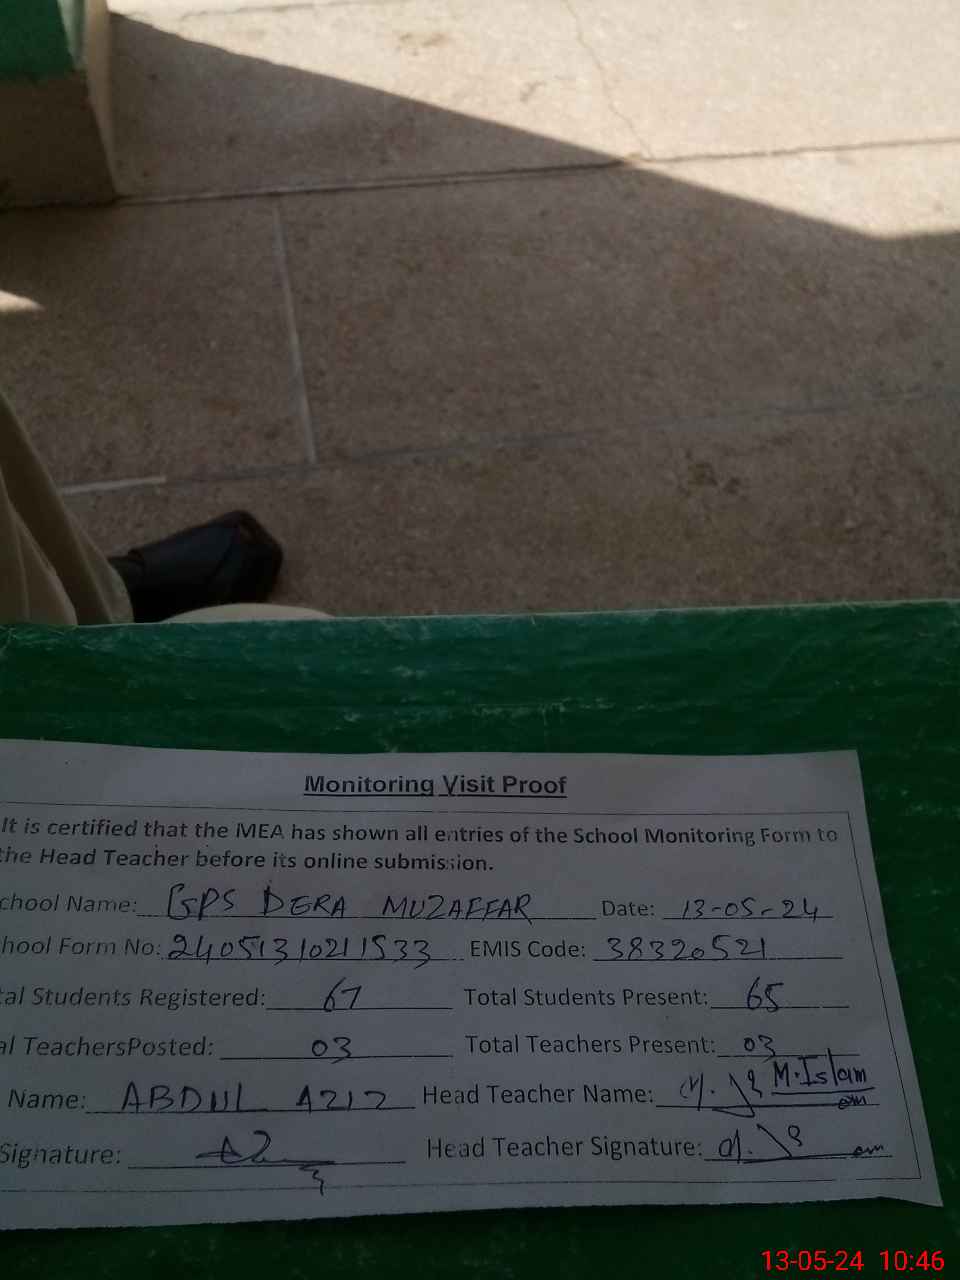 Monitoring Visit Proof
It is certified that the MEA has shown all entries of the School Monitoring Form to
the Head Teacher before its online submission.
chool Name: GPS DERA MUZAFFAR Date: 13-05-24
hool Form No: 24051310211533 EMIS Code: 38320521
tal Students Registered: 67 Total Students Present: 65
al TeachersPosted: 03 Total Teachers Present: 03
Name: ABDUL AZIZ Head Teacher Name: M. Islam
Signature: Head Teacher Signature:
13-05-24 10:46